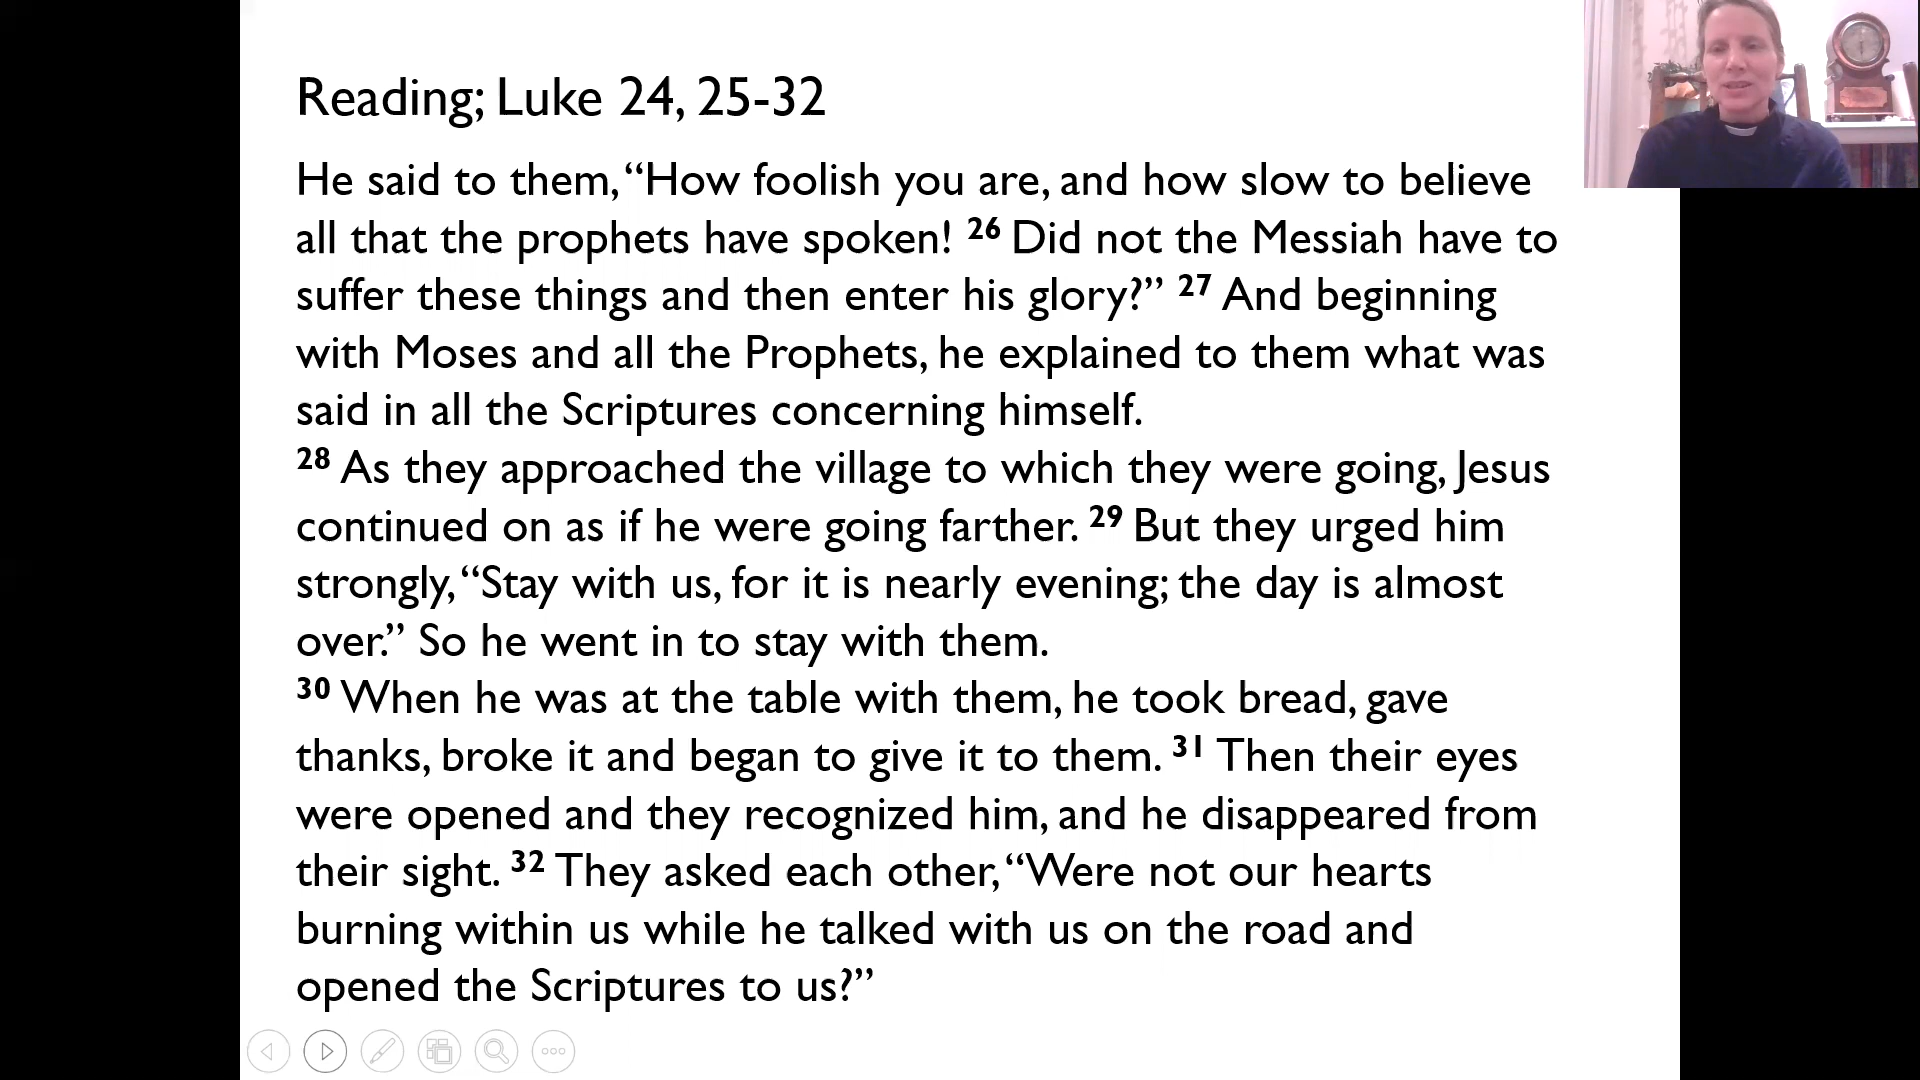 Reading; Luke 24, 25-32
He said to them, “How foolish you are, and how slow to believe
all that the prophets have spoken! 26 Did not the Messiah have to
suffer these things and then enter his glory?” 27 And beginning
with Moses and all the Prophets, he explained to them what was
said in all the Scriptures concerning himself.
28 As they approached the village to which they were going, Jesus
continued on as if he were going farther. 29 But they urged him
strongly, “Stay with us, for it is nearly evening; the day is almost
over.” So he went in to stay with them.
30 When he was at the table with them, he took bread, gave
thanks, broke it and began to give it to them. 31 Then their eyes
were opened and they recognized him, and he disappeared from
their sight. 32 They asked each other, “Were not our hearts
burning within us while he talked with us on the road and
opened the Scriptures to us?”